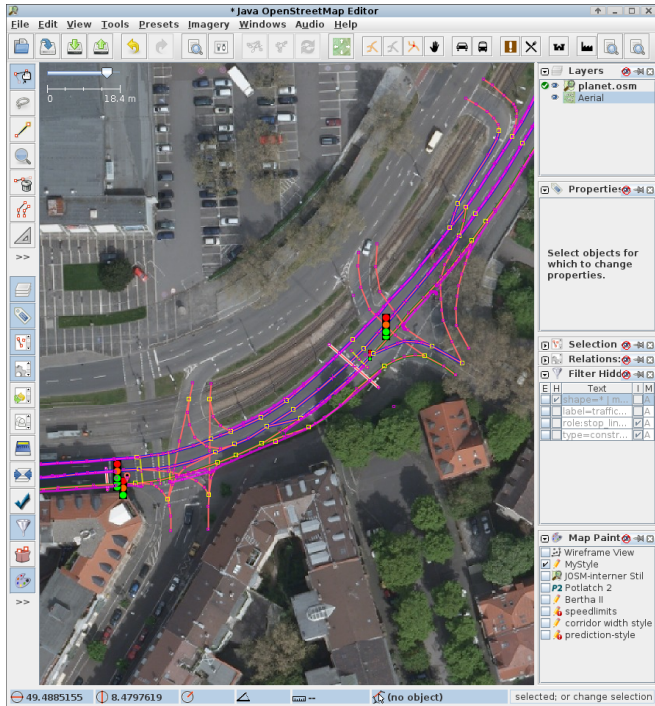 * Java OpenStreetMap Editor
File Edit View Tools Presets Imagery Windows Audio Help
0 18.4 m
>>
>>
Layers
planet.osm
Aerial
Properties
Select objects for
which to change
properties.
Selection
Relations:
Filter Hidde
E H Text I M
shape=* | m... A
label=traffic... A
role:stop_lin... A
type=constr... A
Map Paint
Wireframe View
MyStyle
JOSM-interner Stil
P2 Potlatch 2
Bertha II
speedlimits
corridor width style
prediction-style
49.4885155 8.4797619 -- (no object) selected; or change selection